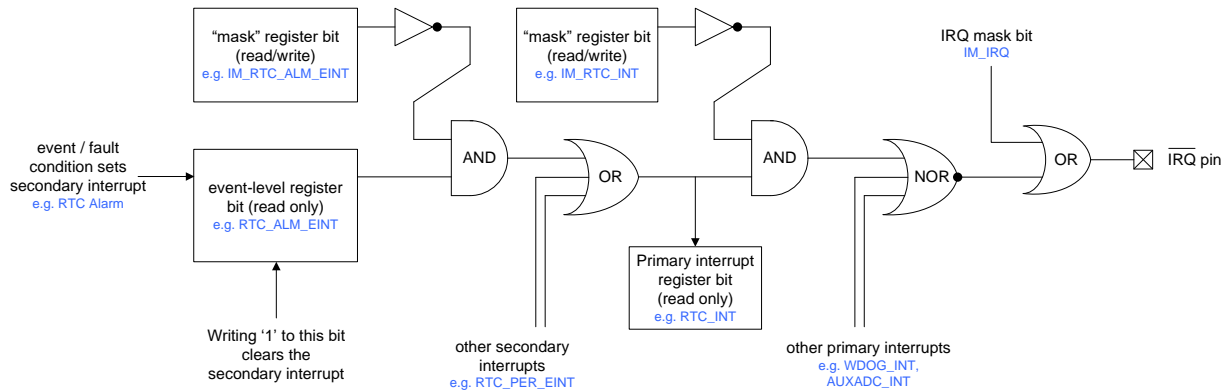 “mask” register bit
(read/write)
e.g. IM_RTC_ALM_EINT
“mask” register bit
(read/write)
e.g. IM_RTC_INT
IRQ mask bit
IM_IRQ
event / fault
condition sets
secondary interrupt
e.g. RTC Alarm
event-level register
bit (read only)
e.g. RTC_ALM_EINT
AND
OR
AND
NOR
OR
IRQ pin
Primary interrupt
register bit
(read only)
e.g. RTC_INT
Writing ‘1’ to this bit
clears the
secondary interrupt
other secondary
interrupts
e.g. RTC_PER_EINT
other primary interrupts
e.g. WDOG_INT,
AUXADC_INT